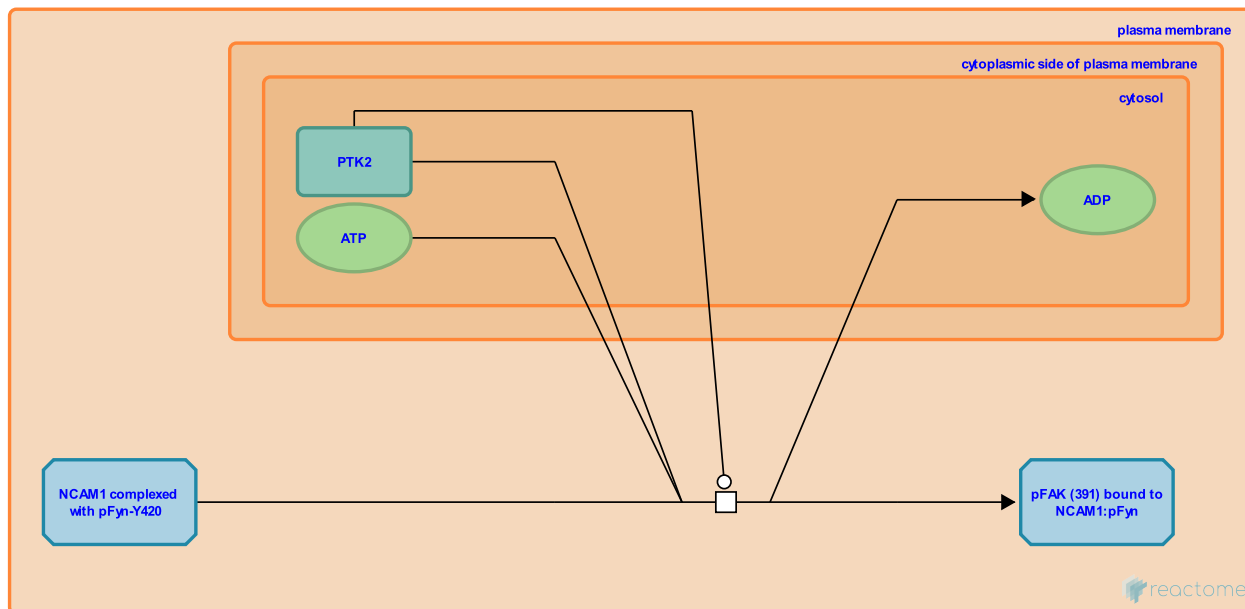 plasma membrane
cytoplasmic side of plasma membrane
cytosol
PTK2
ATP
ADP
NCAM1 complexed
with pFyn-Y420
pFAK (391) bound to
NCAM1:pFyn
reactome